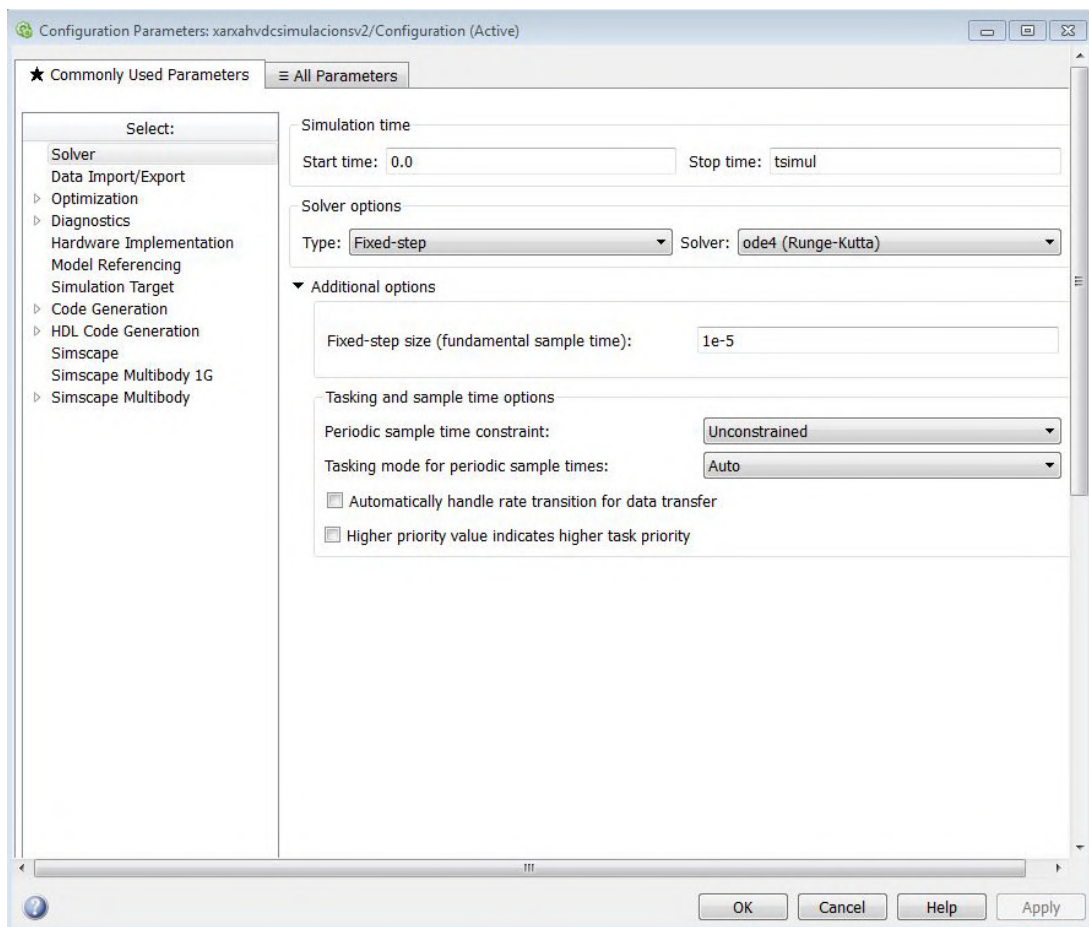 Configuration Parameters: xarxahvdcsimulacionsv2/Configuration (Active)
★ Commonly Used Parameters
≡ All Parameters
Select:
Solver
Data Import/Export
Optimization
Diagnostics
Hardware Implementation
Model Referencing
Simulation Target
Code Generation
HDL Code Generation
Simscape
Simscape Multibody 1G
Simscape Multibody
Simulation time
Start time: 0.0 Stop time: tsimul
Solver options
Type: Fixed-step Solver: ode4 (Runge-Kutta)
Additional options
Fixed-step size (fundamental sample time): 1e-5
Tasking and sample time options
Periodic sample time constraint: Unconstrained
Tasking mode for periodic sample times: Auto
Automatically handle rate transition for data transfer
Higher priority value indicates higher task priority
OK Cancel Help Apply